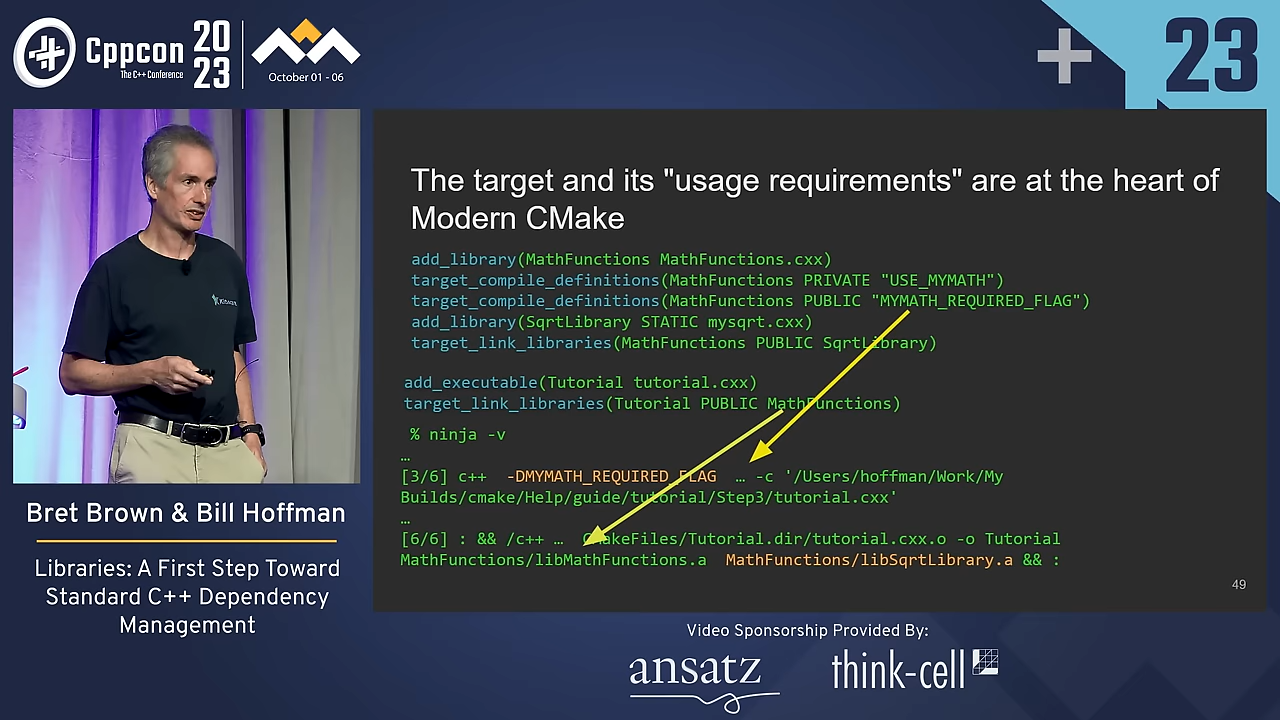 Cppcon
The C++ Conference
20
23
October 01 - 06
23
The target and its "usage requirements" are at the heart of
Modern CMake
add_library(MathFunctions MathFunctions.cxx)
target_compile_definitions(MathFunctions PRIVATE "USE_MYMATH")
target_compile_definitions(MathFunctions PUBLIC "MYMATH_REQUIRED_FLAG")
add_library(SqrtLibrary STATIC mysqrt.cxx)
target_link_libraries(MathFunctions PUBLIC SqrtLibrary)
add_executable(Tutorial tutorial.cxx)
target_link_libraries(Tutorial PUBLIC MathFunctions)
% ninja -v
…
[3/6] c++ -DMYMATH_REQUIRED_FLAG … -c '/Users/hoffman/Work/My
Builds/cmake/Help/guide/tutorial/Step3/tutorial.cxx'
…
[6/6] : && /c++ … CMakeFiles/Tutorial.dir/tutorial.cxx.o -o Tutorial
MathFunctions/libMathFunctions.a MathFunctions/libSqrtLibrary.a && :
49
Bret Brown & Bill Hoffman
Libraries: A First Step Toward
Standard C++ Dependency
Management
Video Sponsorship Provided By:
ansatz
think-cell